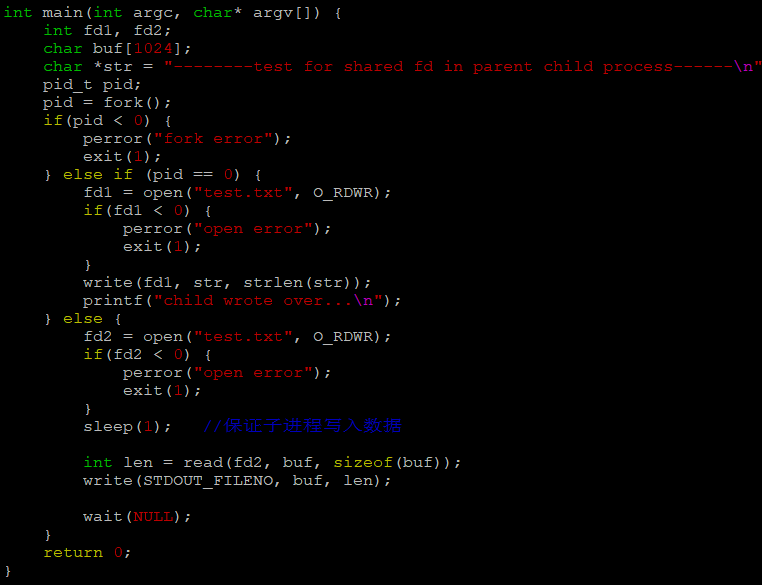 int main(int argc, char* argv[]) {
    int fd1, fd2;
    char buf[1024];
    char *str = "--------test for shared fd in parent child process------\n"
    pid_t pid;
    pid = fork();
    if(pid < 0) {
        perror("fork error");
        exit(1);
    } else if (pid == 0) {
        fd1 = open("test.txt", O_RDWR);
        if(fd1 < 0) {
            perror("open error");
            exit(1);
        }
        write(fd1, str, strlen(str));
        printf("child wrote over...\n");
    } else {
        fd2 = open("test.txt", O_RDWR);
        if(fd2 < 0) {
            perror("open error");
            exit(1);
        }
        sleep(1);   //保证子进程写入数据

        int len = read(fd2, buf, sizeof(buf));
        write(STDOUT_FILENO, buf, len);

        wait(NULL);
    }
    return 0;
}